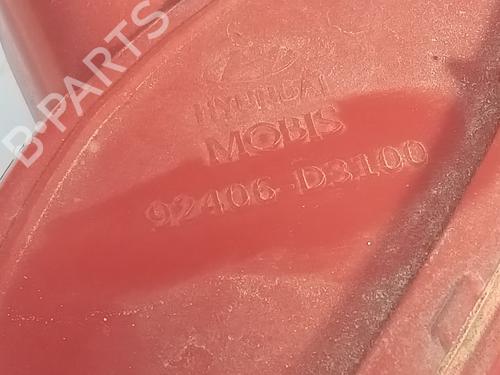 B-PARTS
HYUNDAI
MOBIS
92406 D3100